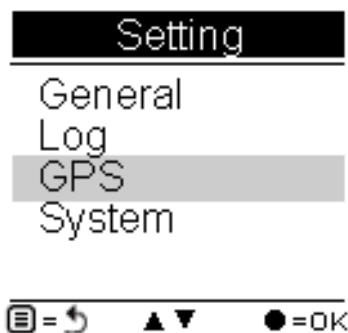 Setting
General
Log
GPS
System
= ▲ ▼ ●=OK